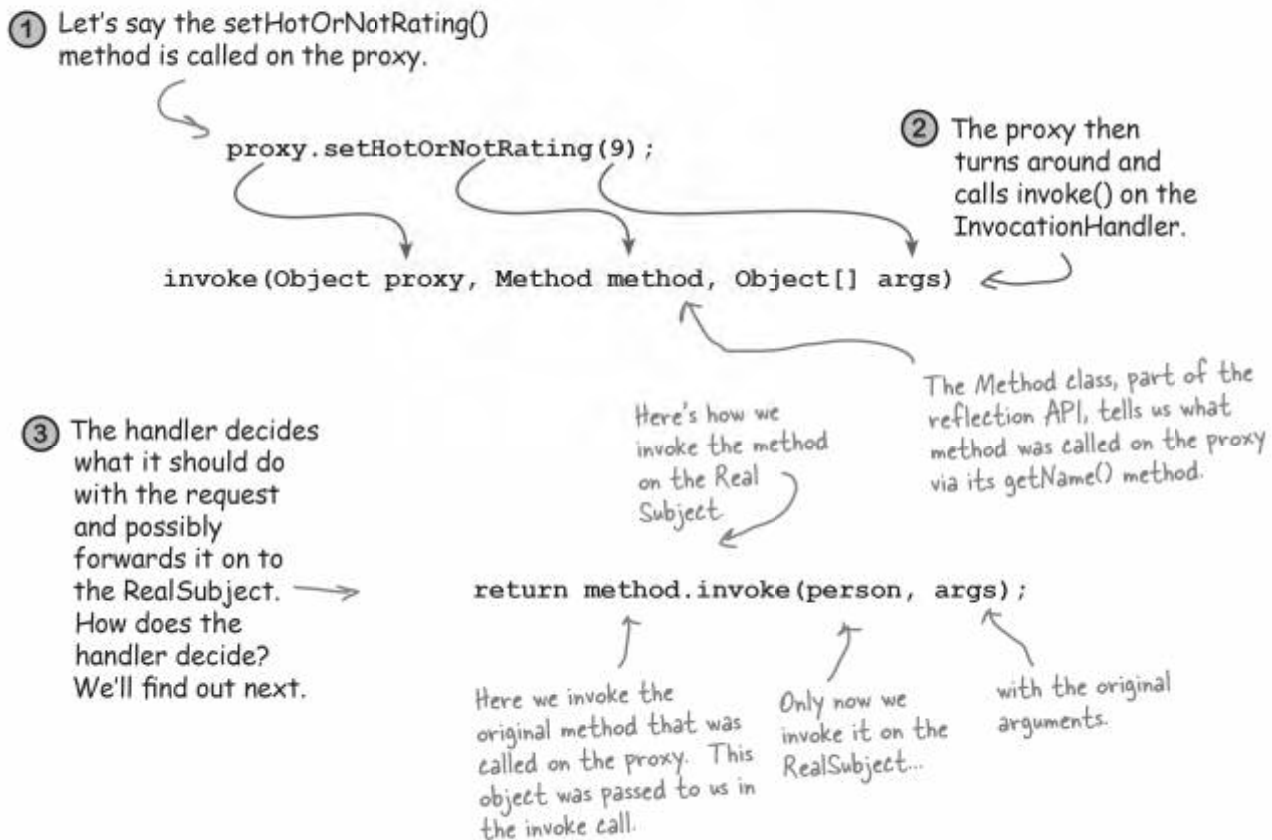 1 Let's say the setHotOrNotRating()
method is called on the proxy.
proxy.setHotOrNotRating(9);
2 The proxy then
turns around and
calls invoke() on the
InvocationHandler.
invoke(Object proxy, Method method, Object[] args)
The Method class, part of the
reflection API, tells us what
method was called on the proxy
via its getName() method.
3 The handler decides
what it should do
with the request
and possibly
forwards it on to
the RealSubject.
How does the
handler decide?
We'll find out next.
Here's how we
invoke the method
on the Real
Subject
return method.invoke(person, args);
Here we invoke the
original method that was
called on the proxy. This
object was passed to us in
the invoke call.
Only now we
invoke it on the
RealSubject...
with the original
arguments.